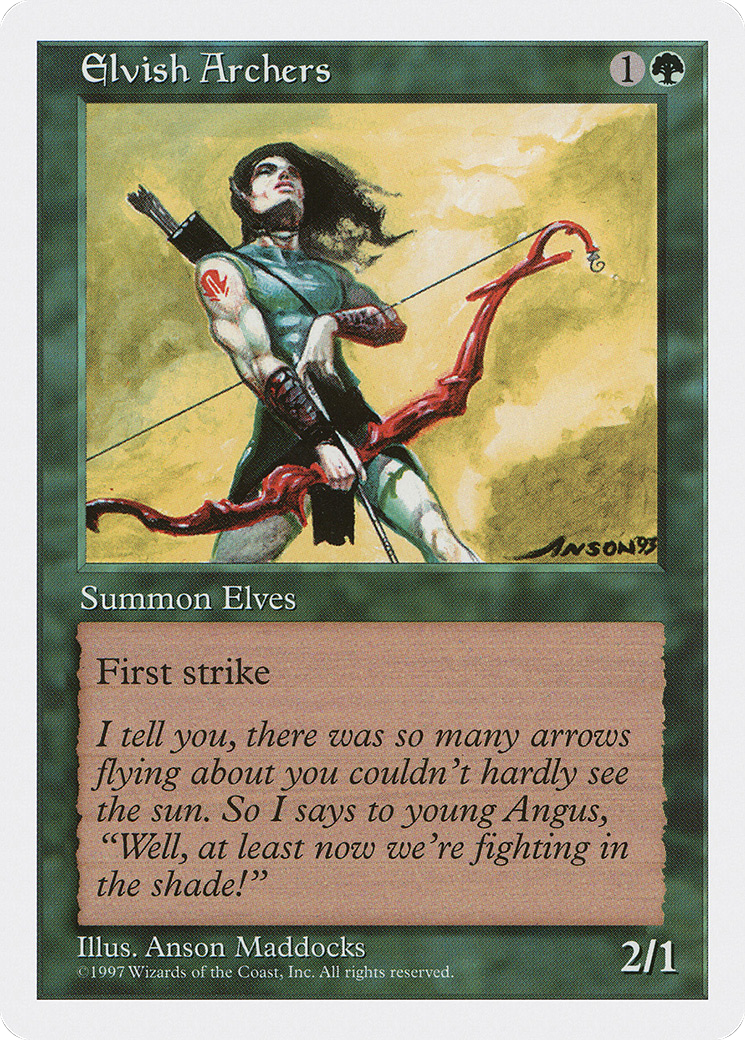 Elvish Archers 1
ANSON '93
Summon Elves
First strike
I tell you, there was so many arrows
flying about you couldn't hardly see
the sun. So I says to young Angus,
“Well, at least now we're fighting in
the shade!”
Illus. Anson Maddocks
©1997 Wizards of the Coast, Inc. All rights reserved.
2/1